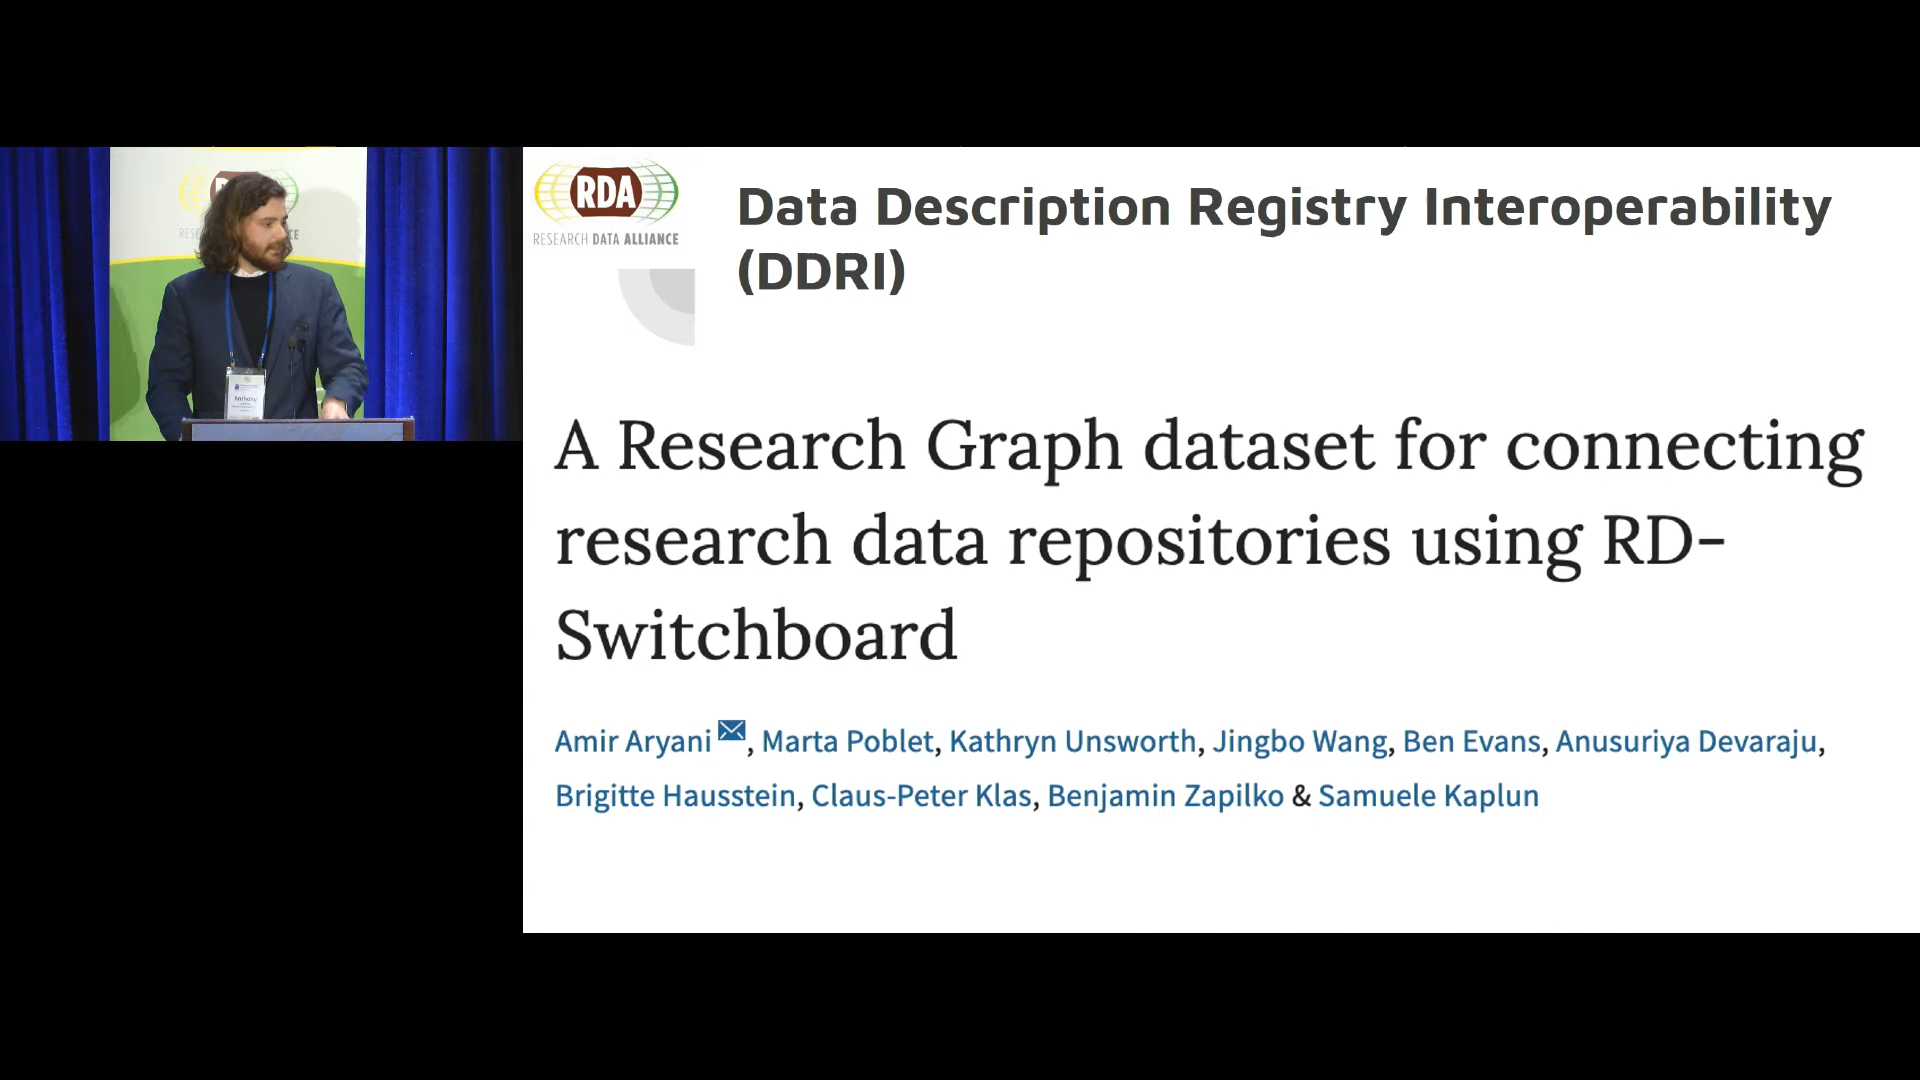 RDA
RESEARCH DATA ALLIANCE
Data Description Registry Interoperability
(DDRI)
A Research Graph dataset for connecting
research data repositories using RD-
Switchboard
Amir Aryani, Marta Poblet, Kathryn Unsworth, Jingbo Wang, Ben Evans, Anusuriya Devaraju,
Brigitte Hausstein, Claus-Peter Klas, Benjamin Zapilko & Samuele Kaplun
Anthony